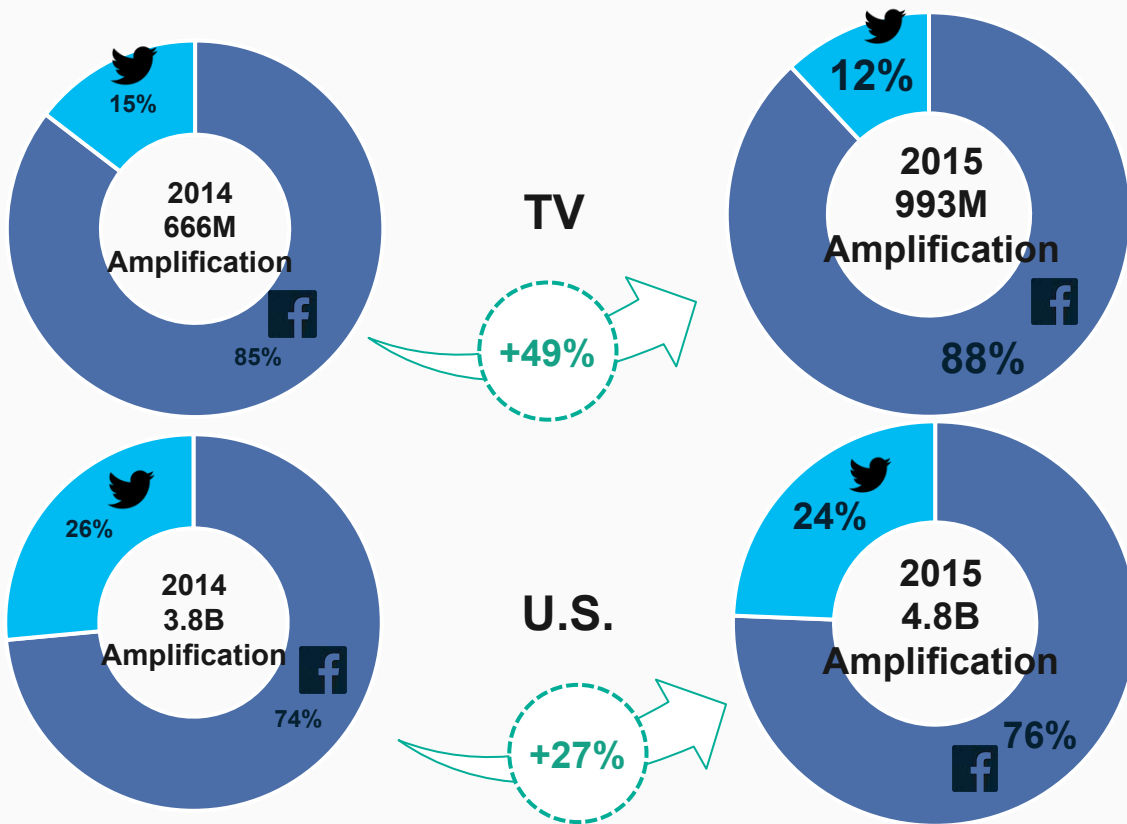 15%
2014
666M
Amplification
85%
TV
+49%
12%
2015
993M
Amplification
88%
26%
2014
3.8B
Amplification
74%
U.S.
+27%
24%
2015
4.8B
Amplification
76%